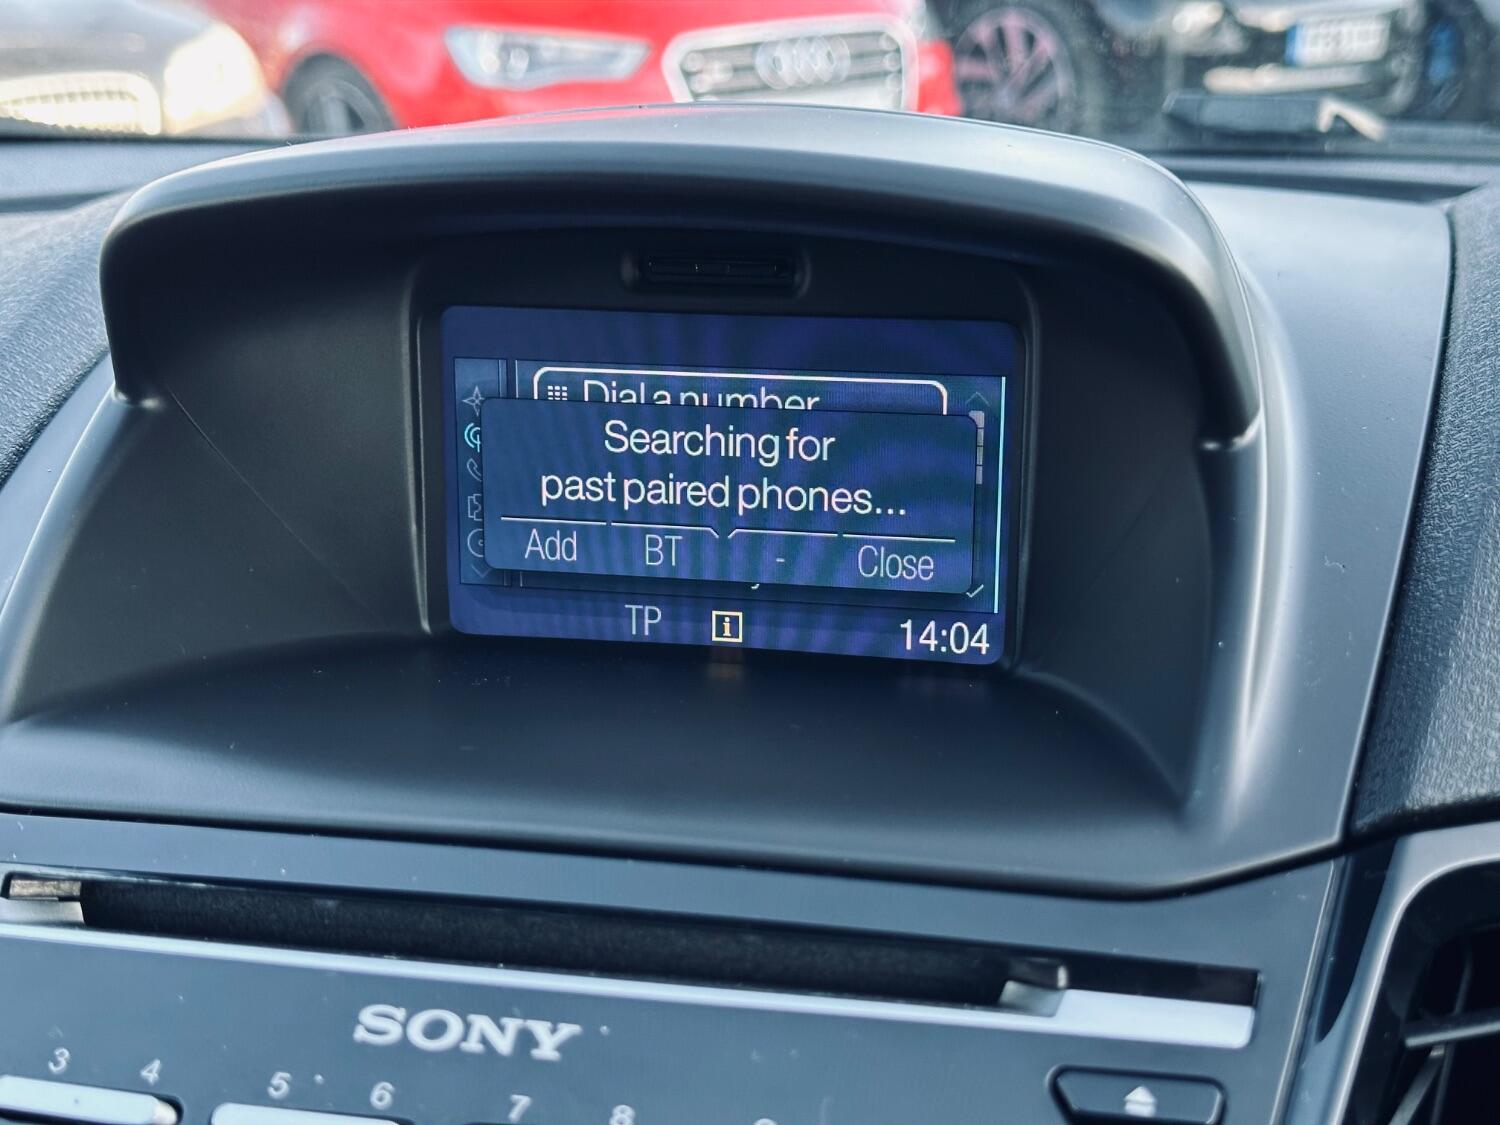 Dial a number
Searching for
past paired phones...
Add BT - Close
TP i 14:04
SONY
3 4 5 6 7 8